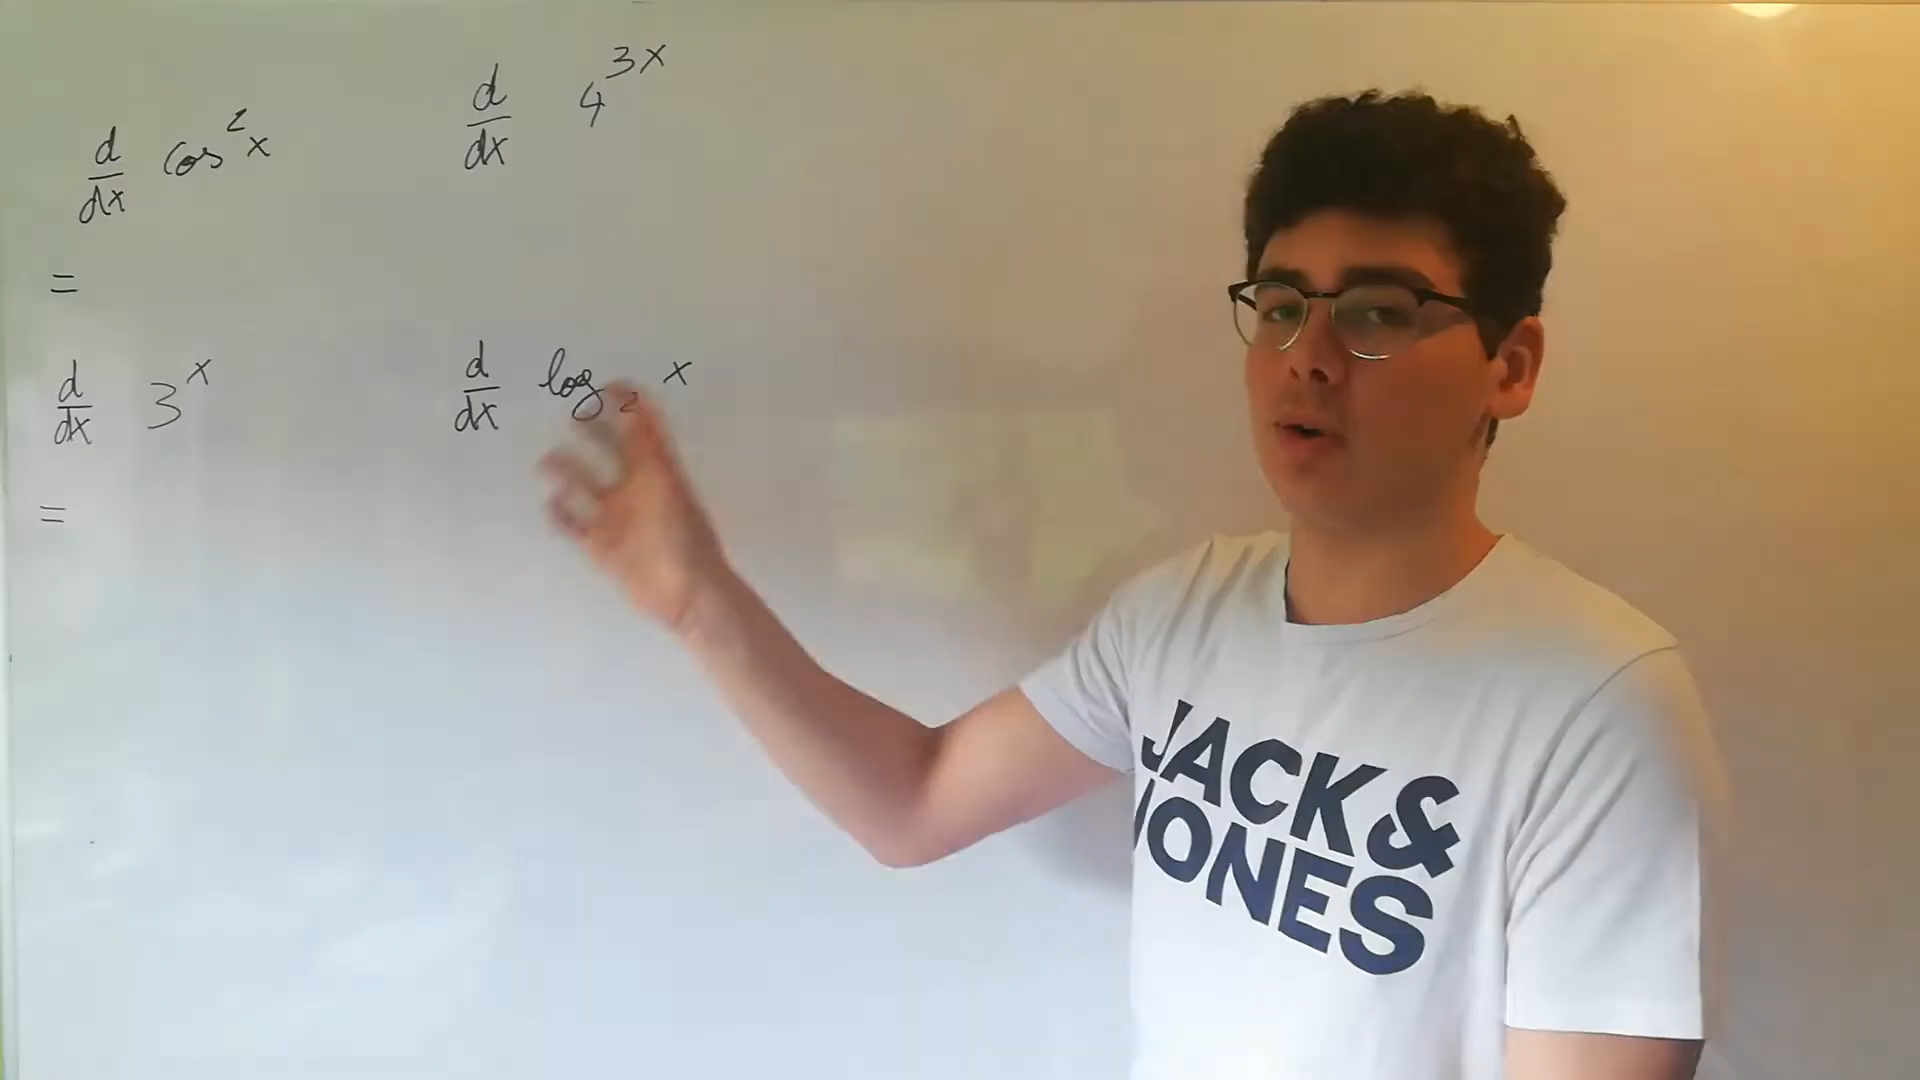 d/dx cos²x
=
d/dx 4^{3x}
d/dx 3^x
=
d/dx log₂ x
JACK&
JONES